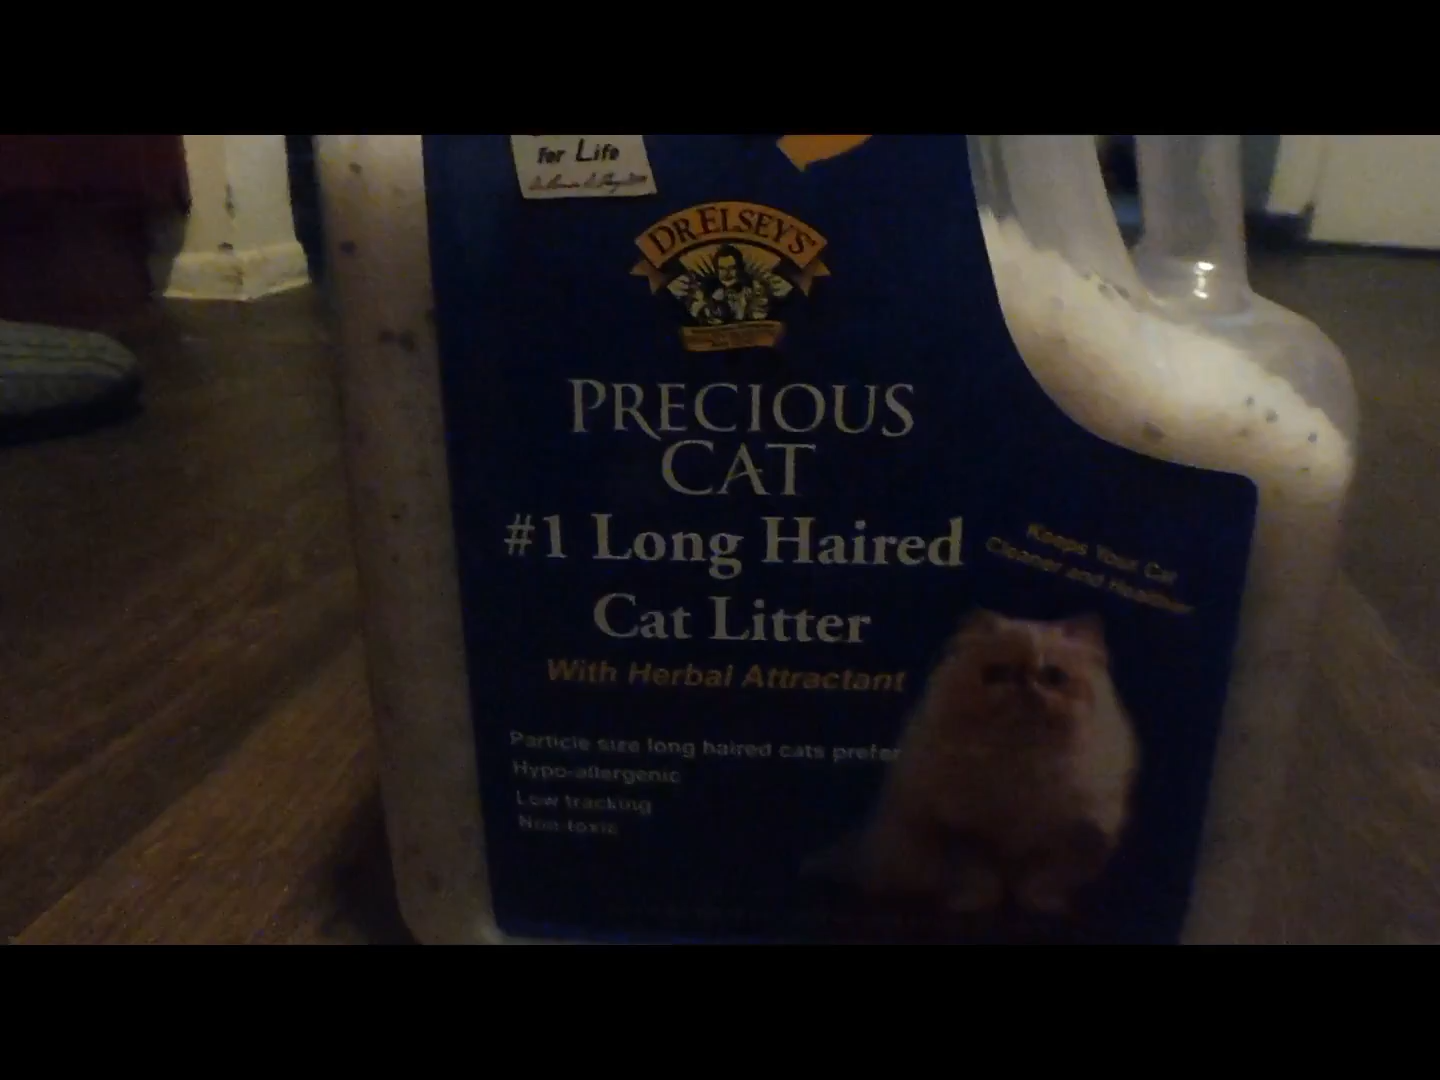 for Life
DR ELSEY'S
PRECIOUS
CAT
#1 Long Haired
Cat Litter
Keeps Your Cat
Cleaner and Healthier
With Herbal Attractant
Particle size long haired cats prefer
Hypo-allergenic
Low tracking
Non toxic